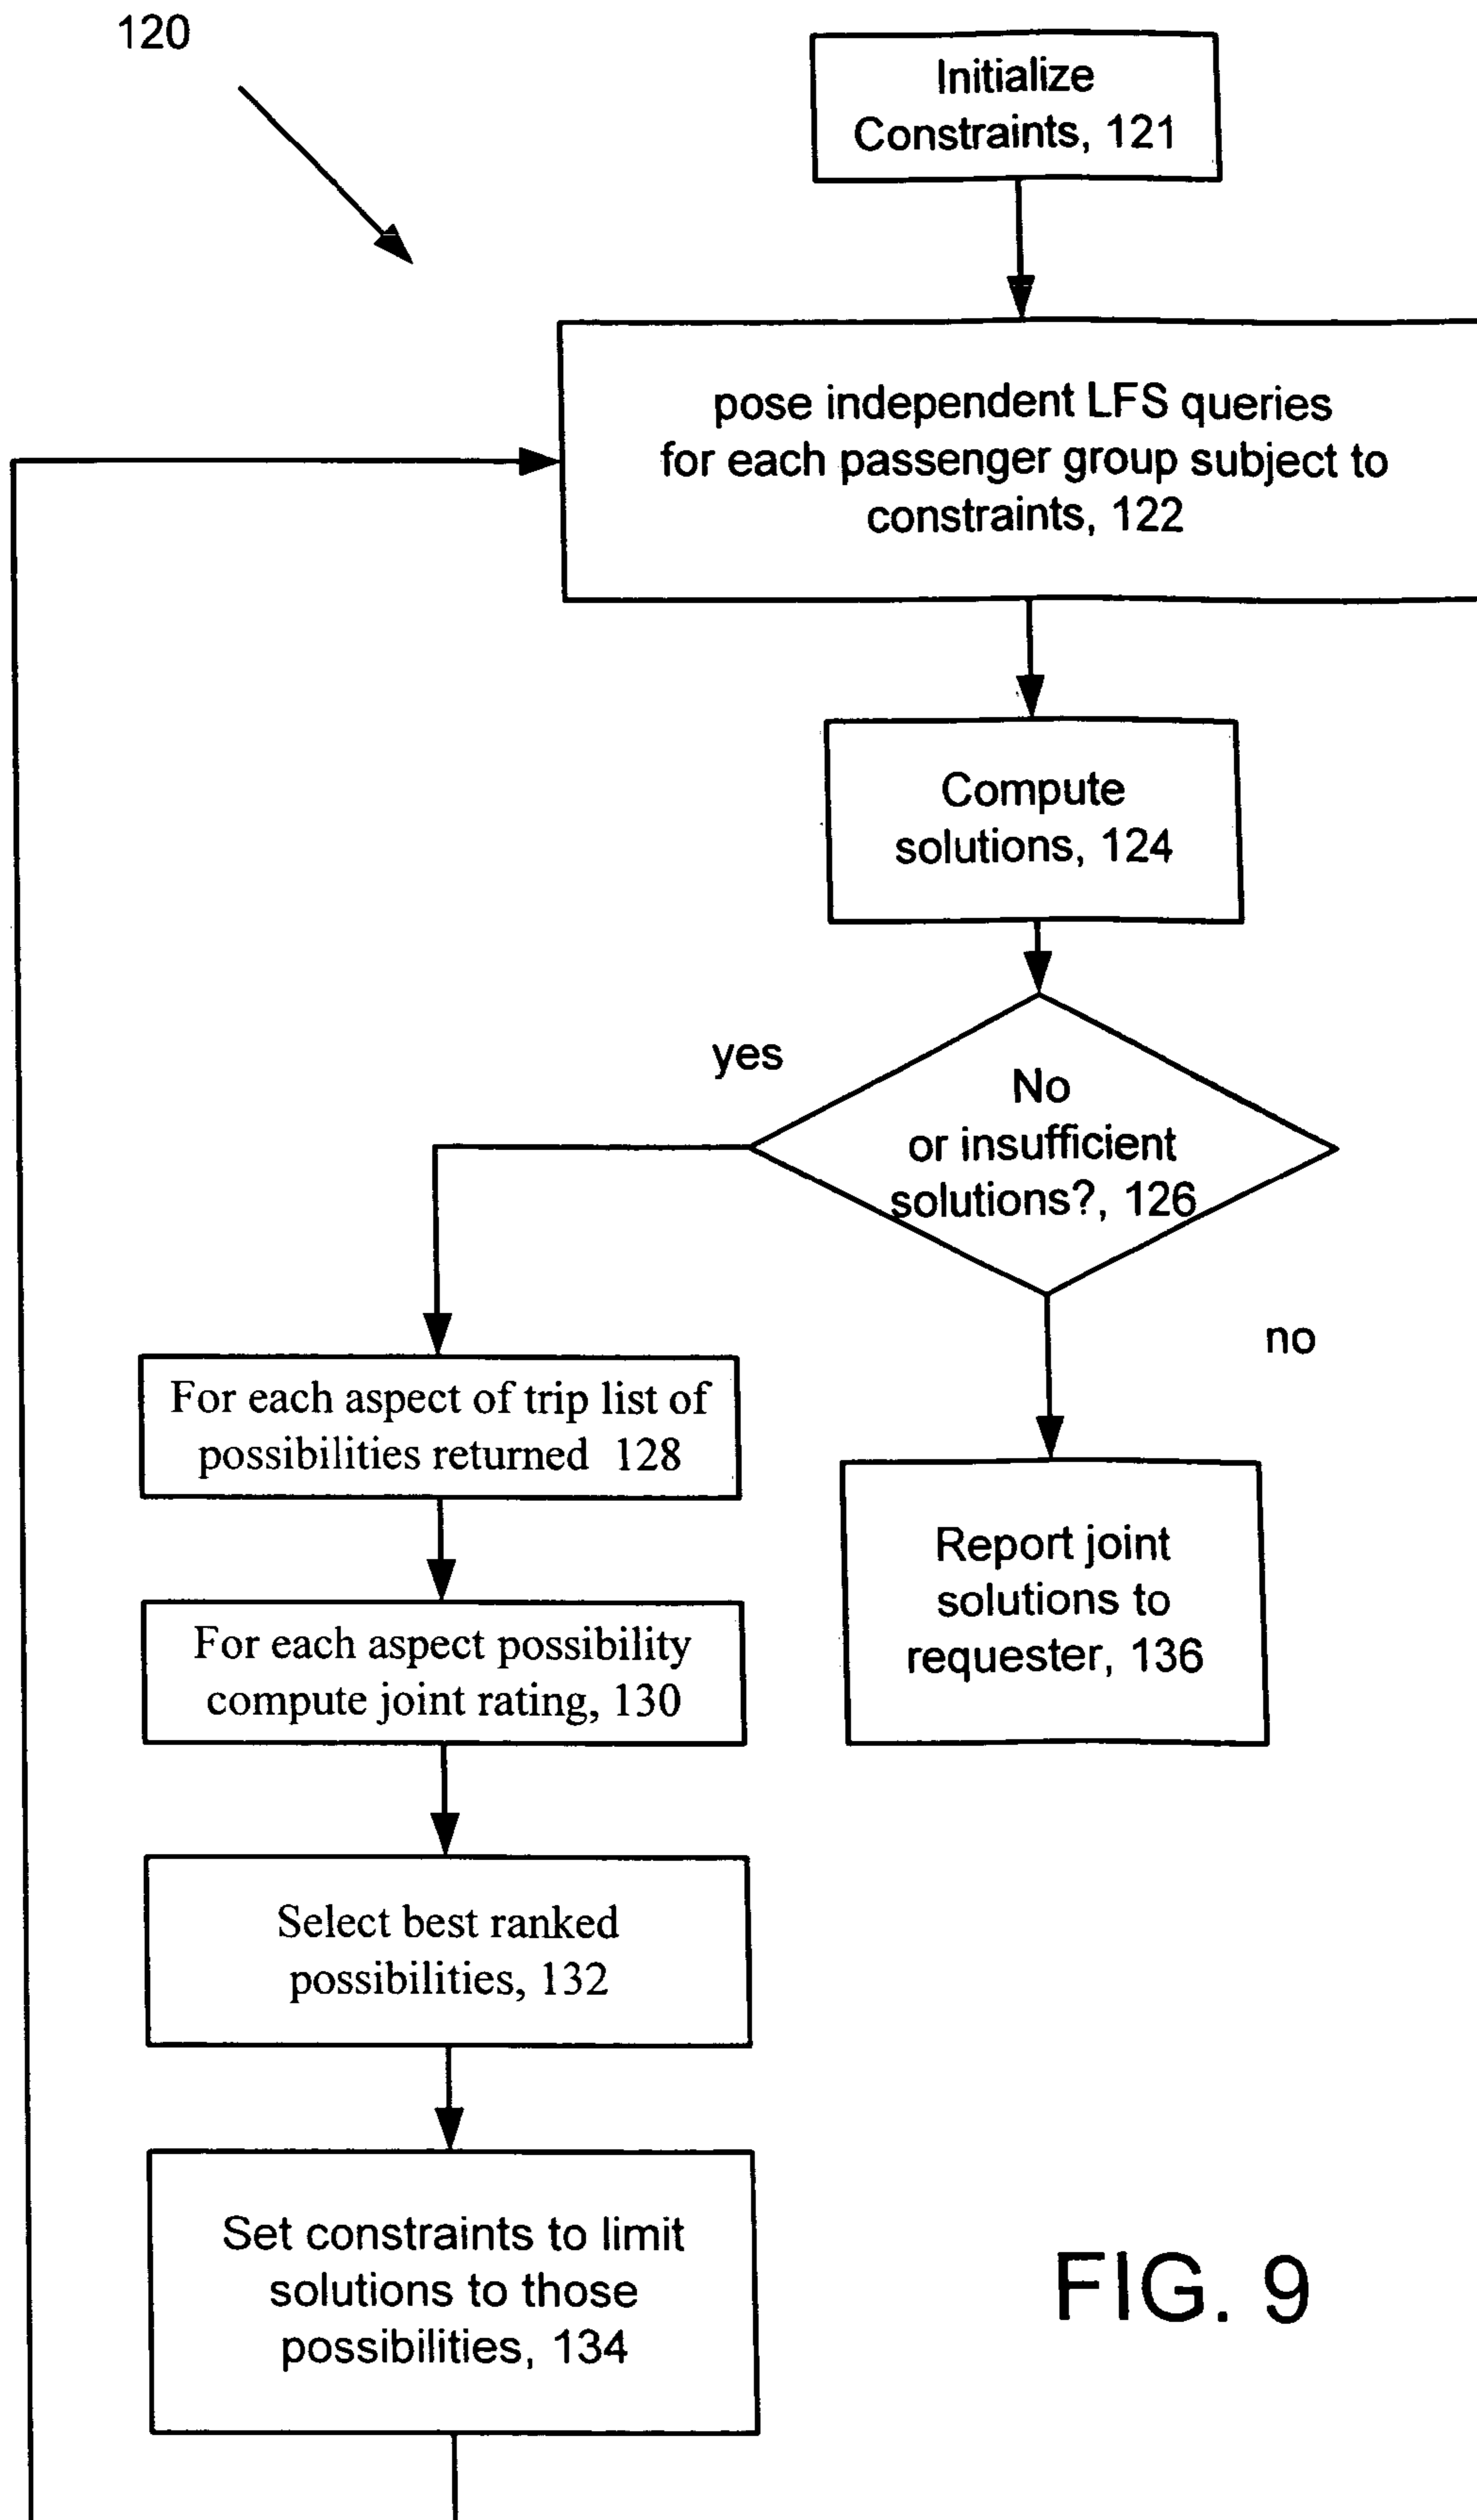 120
Initialize
Constraints, 121
pose independent LFS queries
for each passenger group subject to
constraints, 122
Compute
solutions, 124
yes
No
or insufficient
solutions?, 126
no
For each aspect of trip list of
possibilities returned 128
For each aspect possibility
compute joint rating, 130
Report joint
solutions to
requester, 136
Select best ranked
possibilities, 132
Set constraints to limit
solutions to those
possibilities, 134
FIG. 9